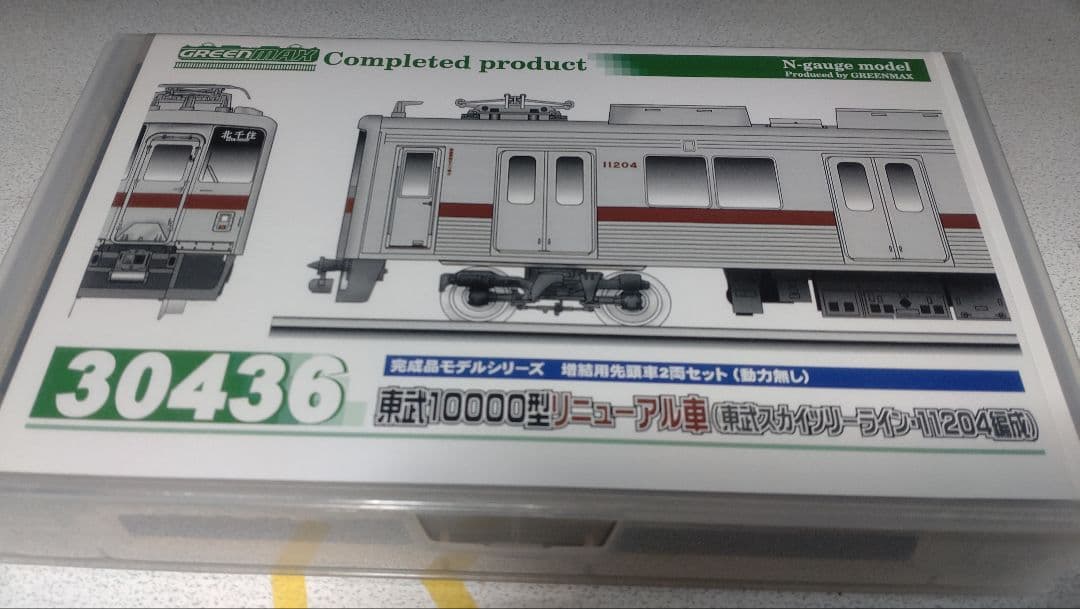 GREENMAX Completed product
N-gauge model
Produced by GREENMAX
北千住
11204
30436
完成品モデルシリーズ 増結用先頭車2両セット(動力無し)
東武10000型リニューアル車(東武スカイツリーライン・11204編成)